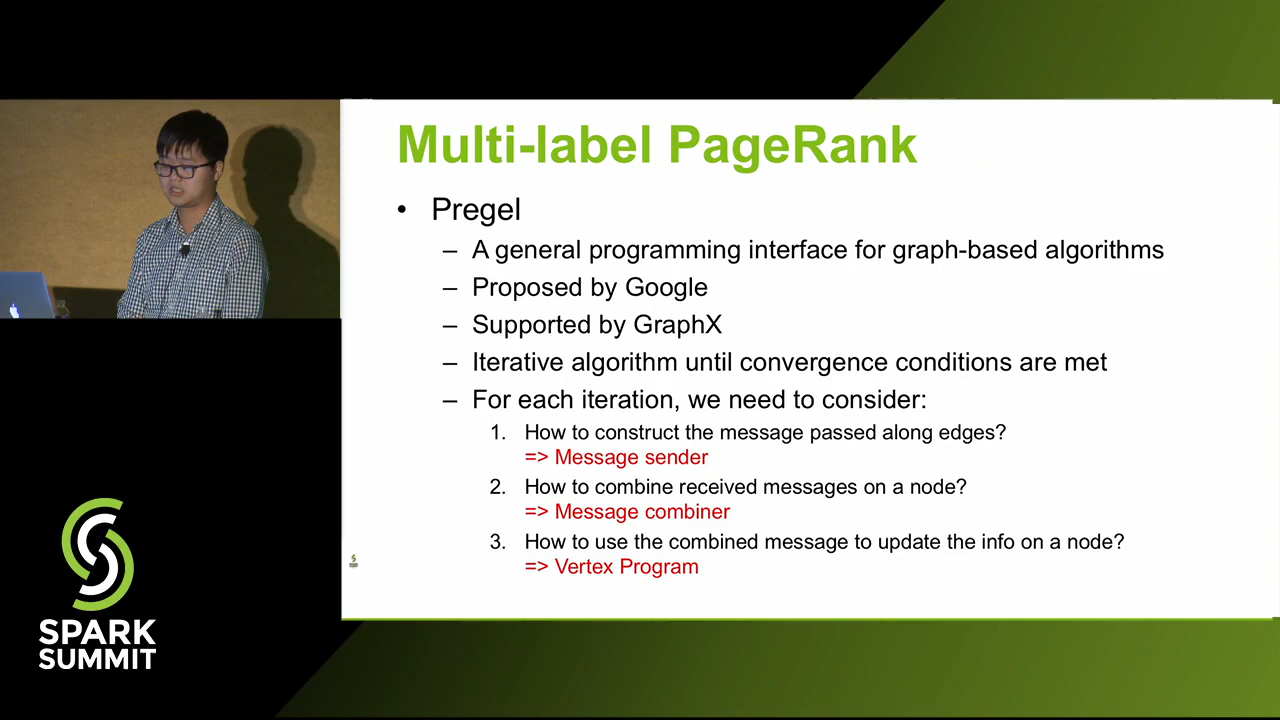 Multi-label PageRank
• Pregel
– A general programming interface for graph-based algorithms
– Proposed by Google
– Supported by GraphX
– Iterative algorithm until convergence conditions are met
– For each iteration, we need to consider:
1. How to construct the message passed along edges?
=> Message sender
2. How to combine received messages on a node?
=> Message combiner
3. How to use the combined message to update the info on a node?
=> Vertex Program
SPARK
SUMMIT